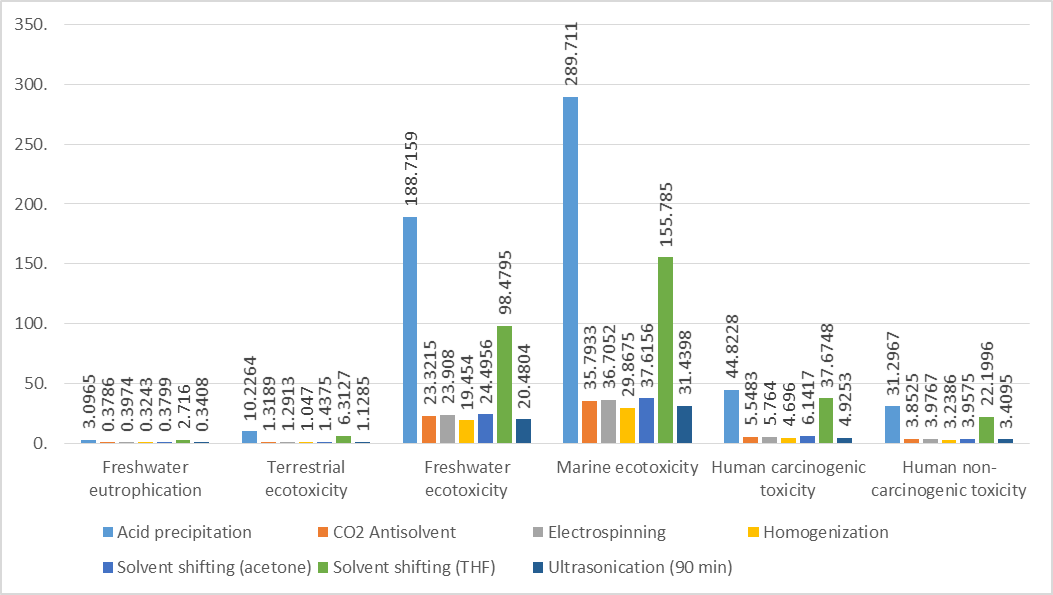 350.
300.
250.
200.
150.
100.
50.
0.
3.0965
0.3786
0.3974
0.3243
0.3799
2.716
0.3408
10.2264
1.3189
1.2913
1.047
1.4375
6.3127
1.1285
188.7159
23.3215
23.908
19.454
24.4956
98.4795
20.4804
289.711
35.7933
36.7052
29.8675
37.6156
155.785
31.4398
44.8228
5.5483
5.764
4.696
6.1417
37.6748
4.9253
31.2967
3.8525
3.9767
3.2386
3.9575
22.1996
3.4095
Freshwater
eutrophication
Terrestrial
ecotoxicity
Freshwater
ecotoxicity
Marine ecotoxicity
Human carcinogenic
toxicity
Human non-
carcinogenic toxicity
Acid precipitation
CO2 Antisolvent
Electrospinning
Homogenization
Solvent shifting (acetone)
Solvent shifting (THF)
Ultrasonication (90 min)